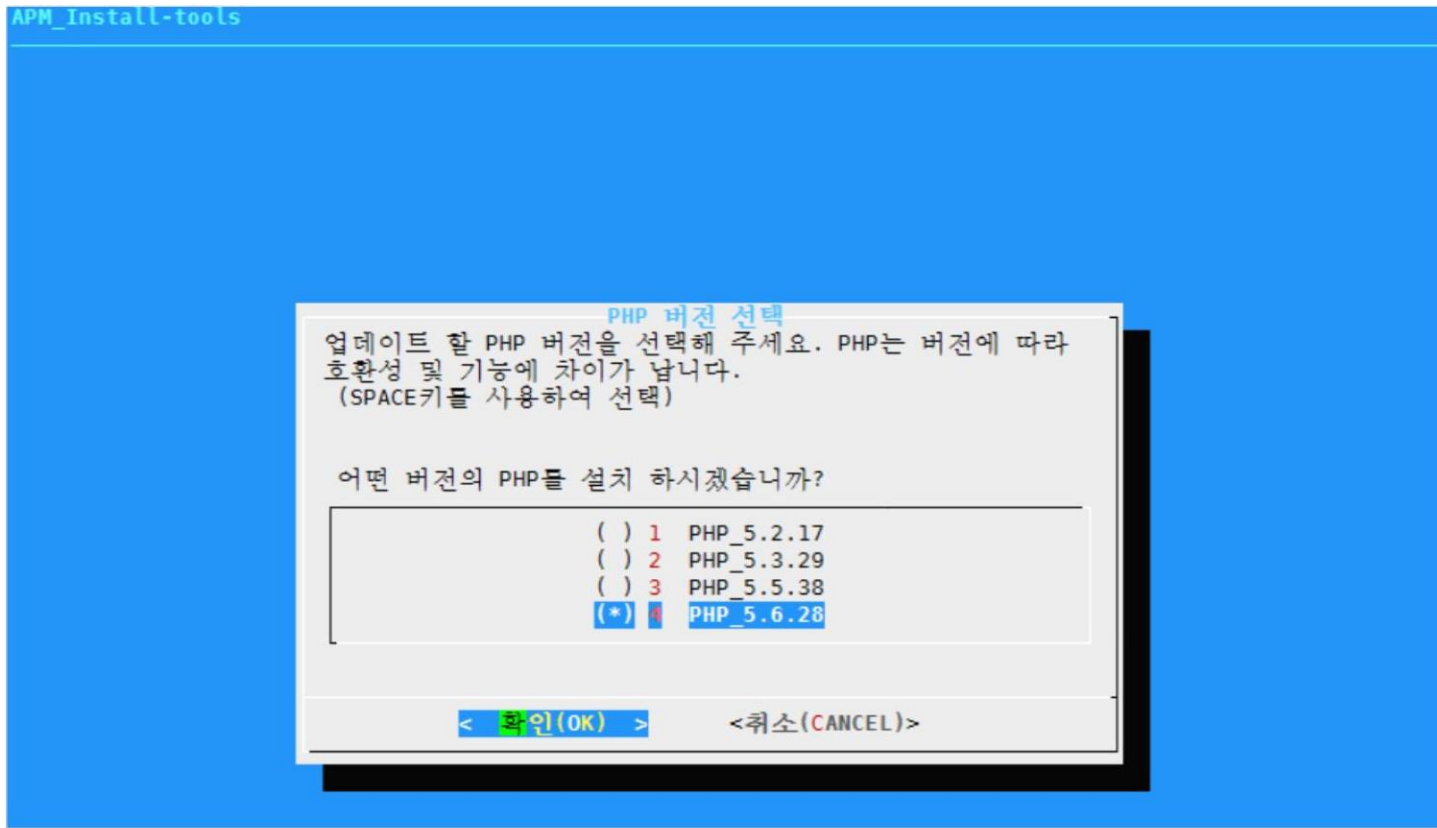 APM_Install-tools
PHP 버전 선택
업데이트 할 PHP 버전을 선택해 주세요. PHP는 버전에 따라
호환성 및 기능에 차이가 납니다.
(SPACE키를 사용하여 선택)
어떤 버전의 PHP를 설치 하시겠습니까?
( ) 1 PHP_5.2.17
( ) 2 PHP_5.3.29
( ) 3 PHP_5.5.38
(*) 4 PHP_5.6.28
< 확인(OK) > <취소(CANCEL)>